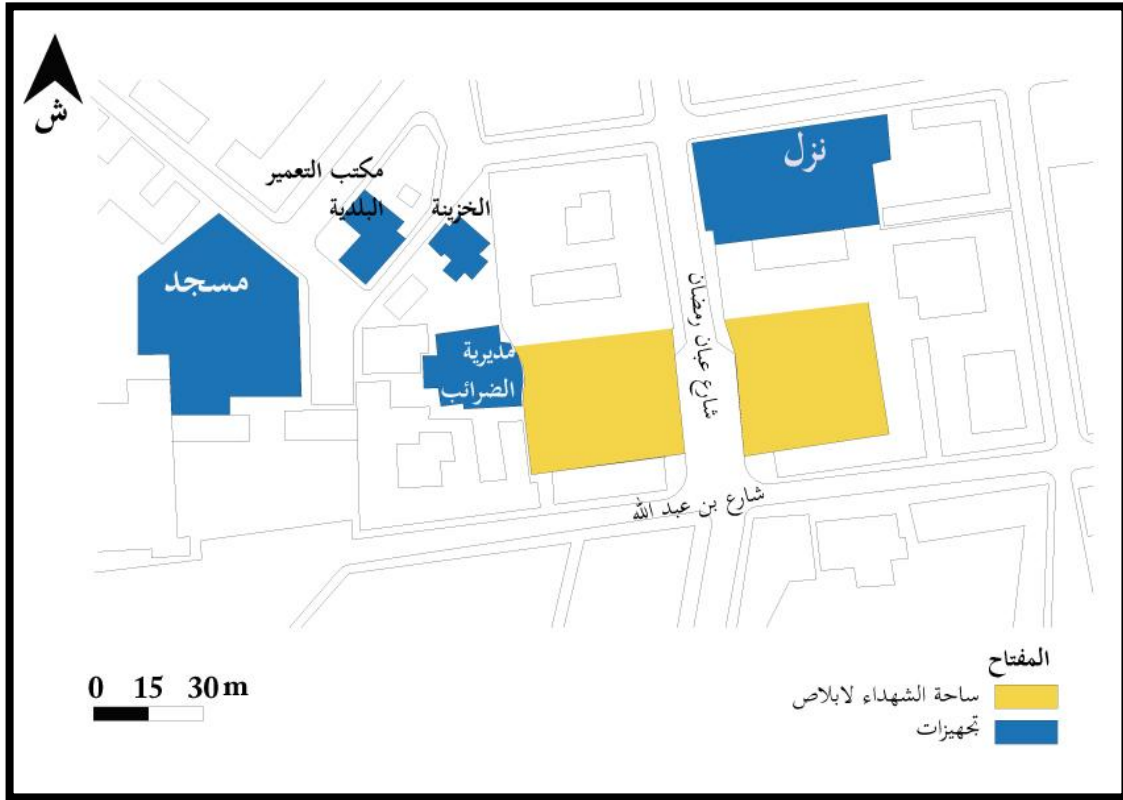 ش
نزل
مكتب التعمير
البلدية
الخزينة
مسجد
مديرية
الضرائب
شارع عبان رمضان
شارع بن عبد الله
المفتاح
ساحة الشهداء لابلاص
تجهيزات
0 15 30 m